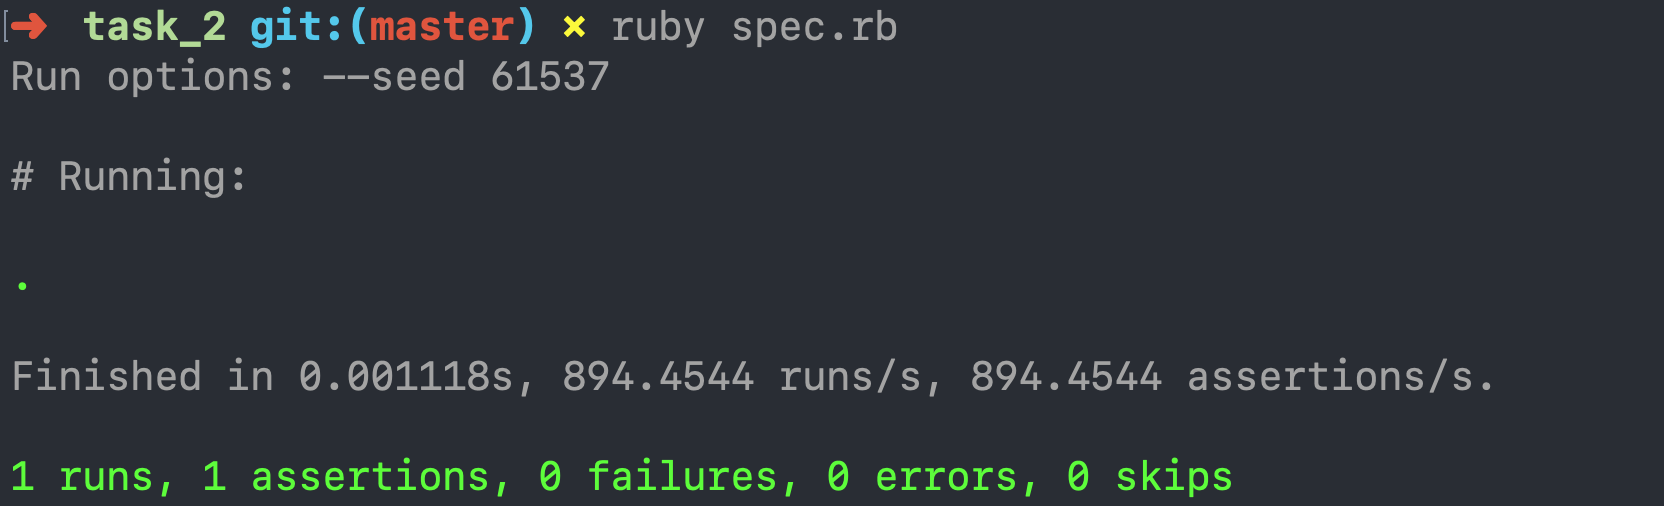 ➜ task_2 git:(master) ✗ ruby spec.rb
Run options: --seed 61537
# Running:
.
Finished in 0.001118s, 894.4544 runs/s, 894.4544 assertions/s.
1 runs, 1 assertions, 0 failures, 0 errors, 0 skips